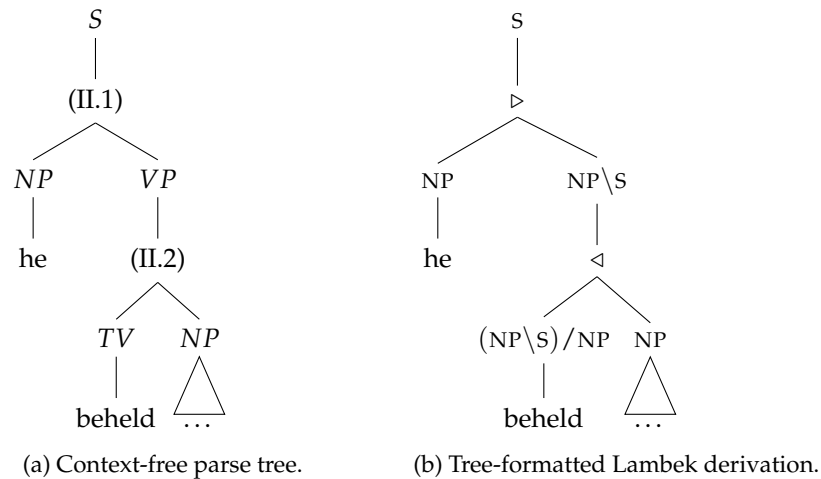 S S
(II.1) ▷
NP VP NP NP\S
he (II.2) he ◁
TV NP (NP\S)/NP NP
beheld ... beheld ...
(a) Context-free parse tree. (b) Tree-formatted Lambek derivation.